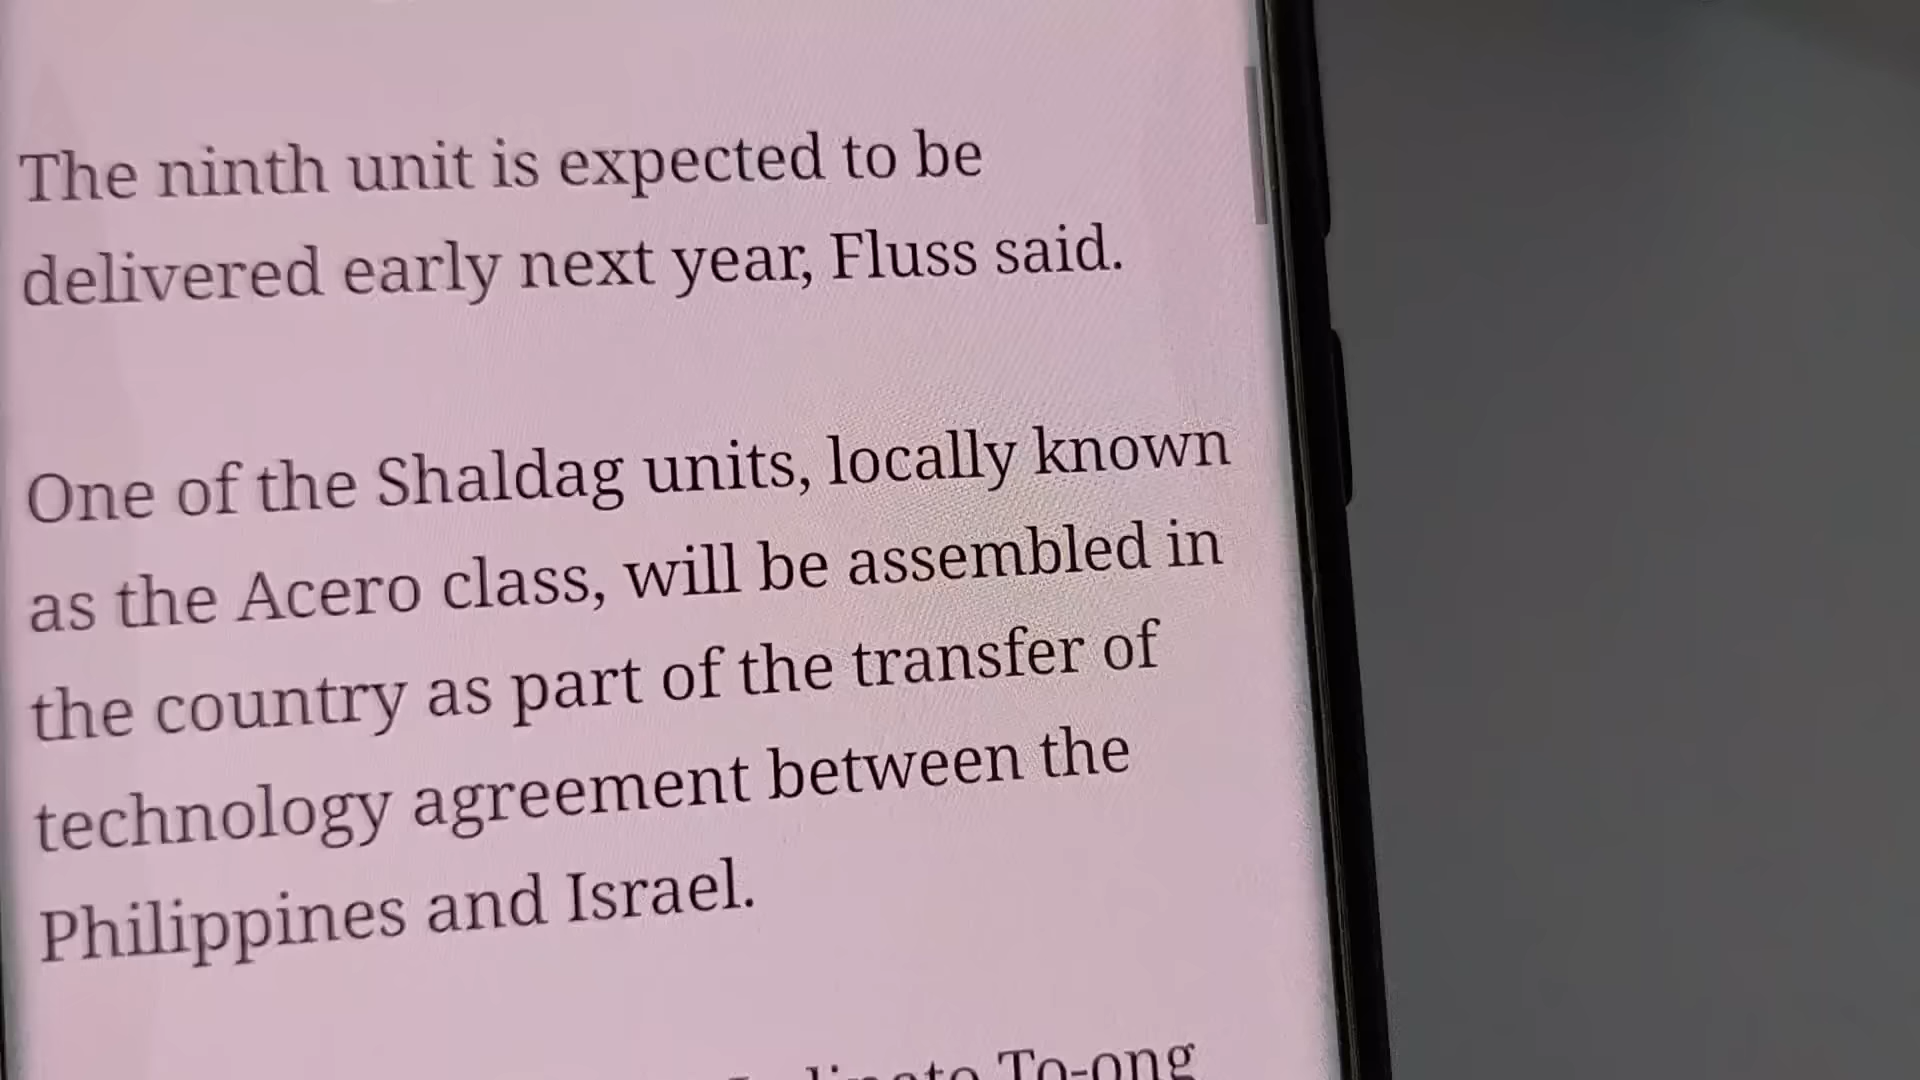 The ninth unit is expected to be
delivered early next year, Fluss said.
One of the Shaldag units, locally known
as the Acero class, will be assembled in
the country as part of the transfer of
technology agreement between the
Philippines and Israel.
To-ong